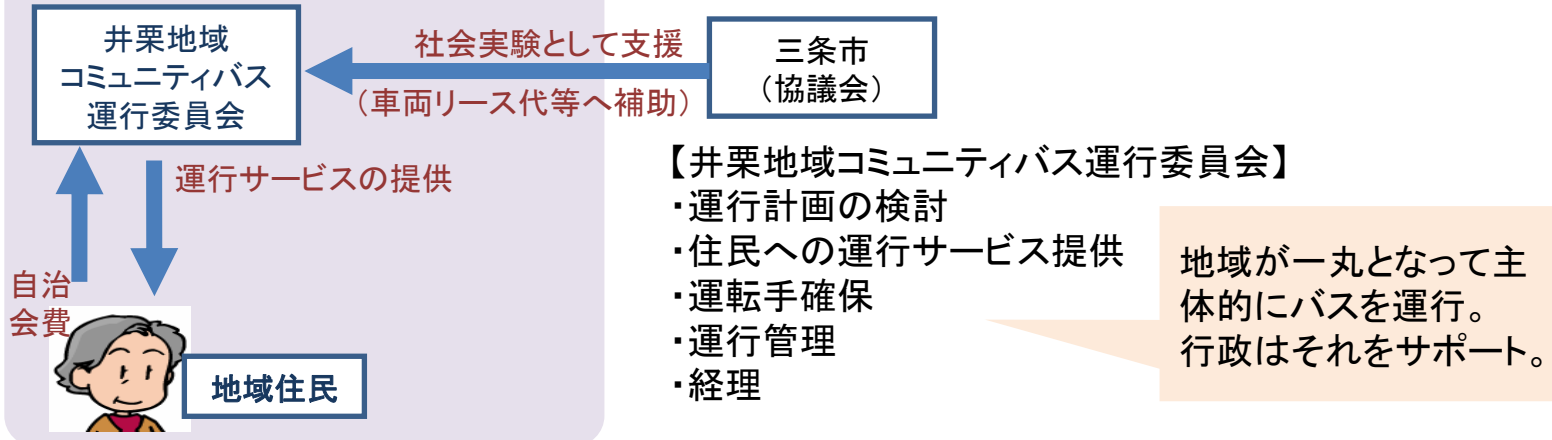 井栗地域
コミュニティバス
運行委員会
社会実験として支援
（車両リース代等へ補助）
三条市
（協議会）
運行サービスの提供
自治
会費
地域住民
【井栗地域コミュニティバス運行委員会】
・運行計画の検討
・住民への運行サービス提供
・運転手確保
・運行管理
・経理
地域が一丸となって主
体的にバスを運行。
行政はそれをサポート。